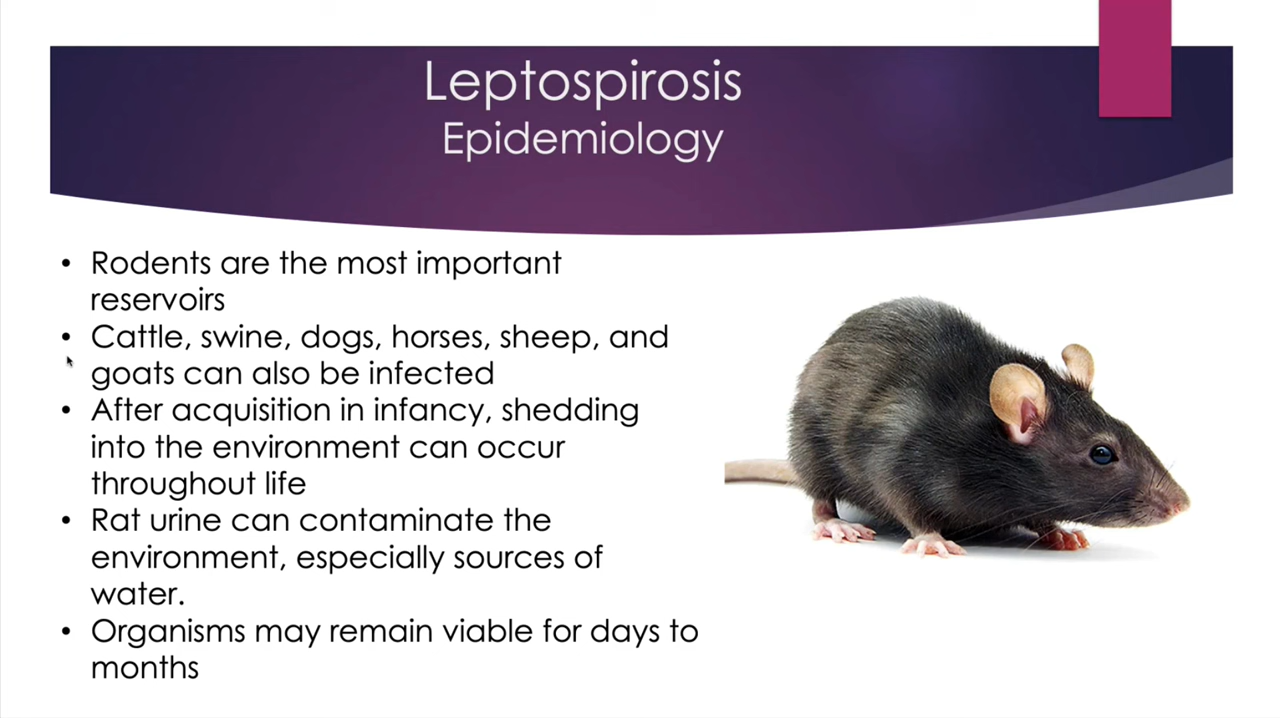 Leptospirosis
Epidemiology
• Rodents are the most important
reservoirs
• Cattle, swine, dogs, horses, sheep, and
goats can also be infected
• After acquisition in infancy, shedding
into the environment can occur
throughout life
• Rat urine can contaminate the
environment, especially sources of
water.
• Organisms may remain viable for days to
months